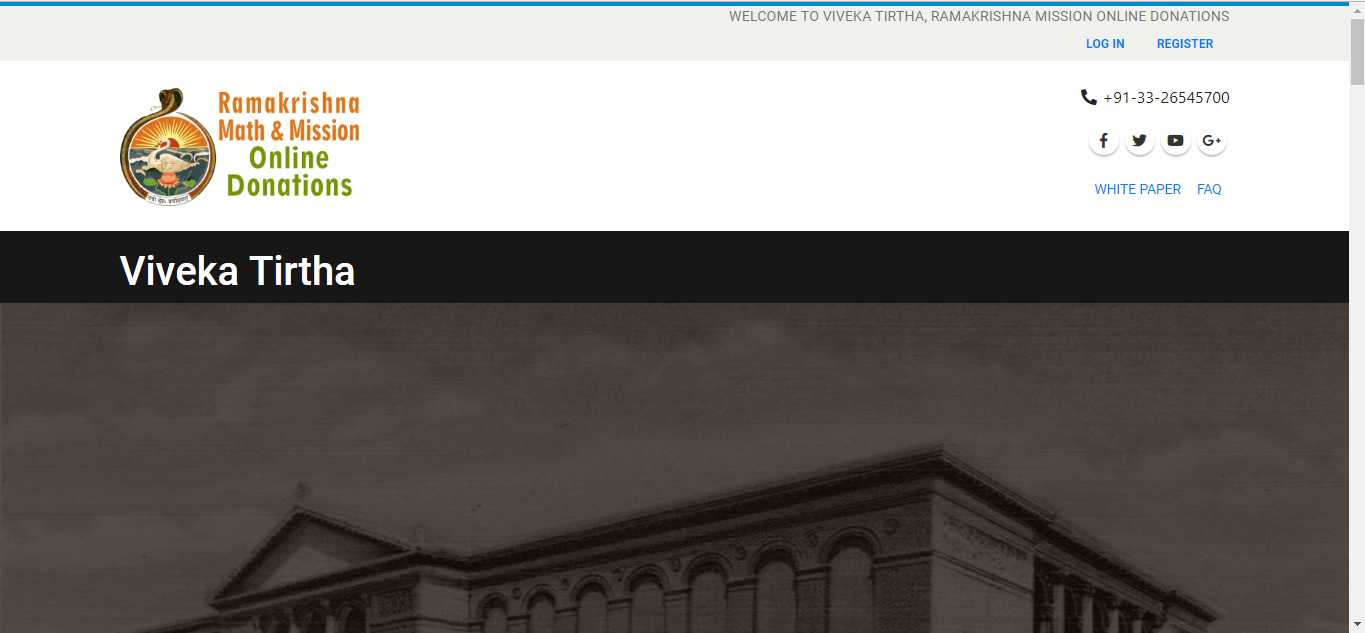 WELCOME TO VIVEKA TIRTHA, RAMAKRISHNA MISSION ONLINE DONATIONS
LOG IN REGISTER
Ramakrishna
Math & Mission
Online
Donations
+91-33-26545700
G+
WHITE PAPER FAQ
Viveka Tirtha